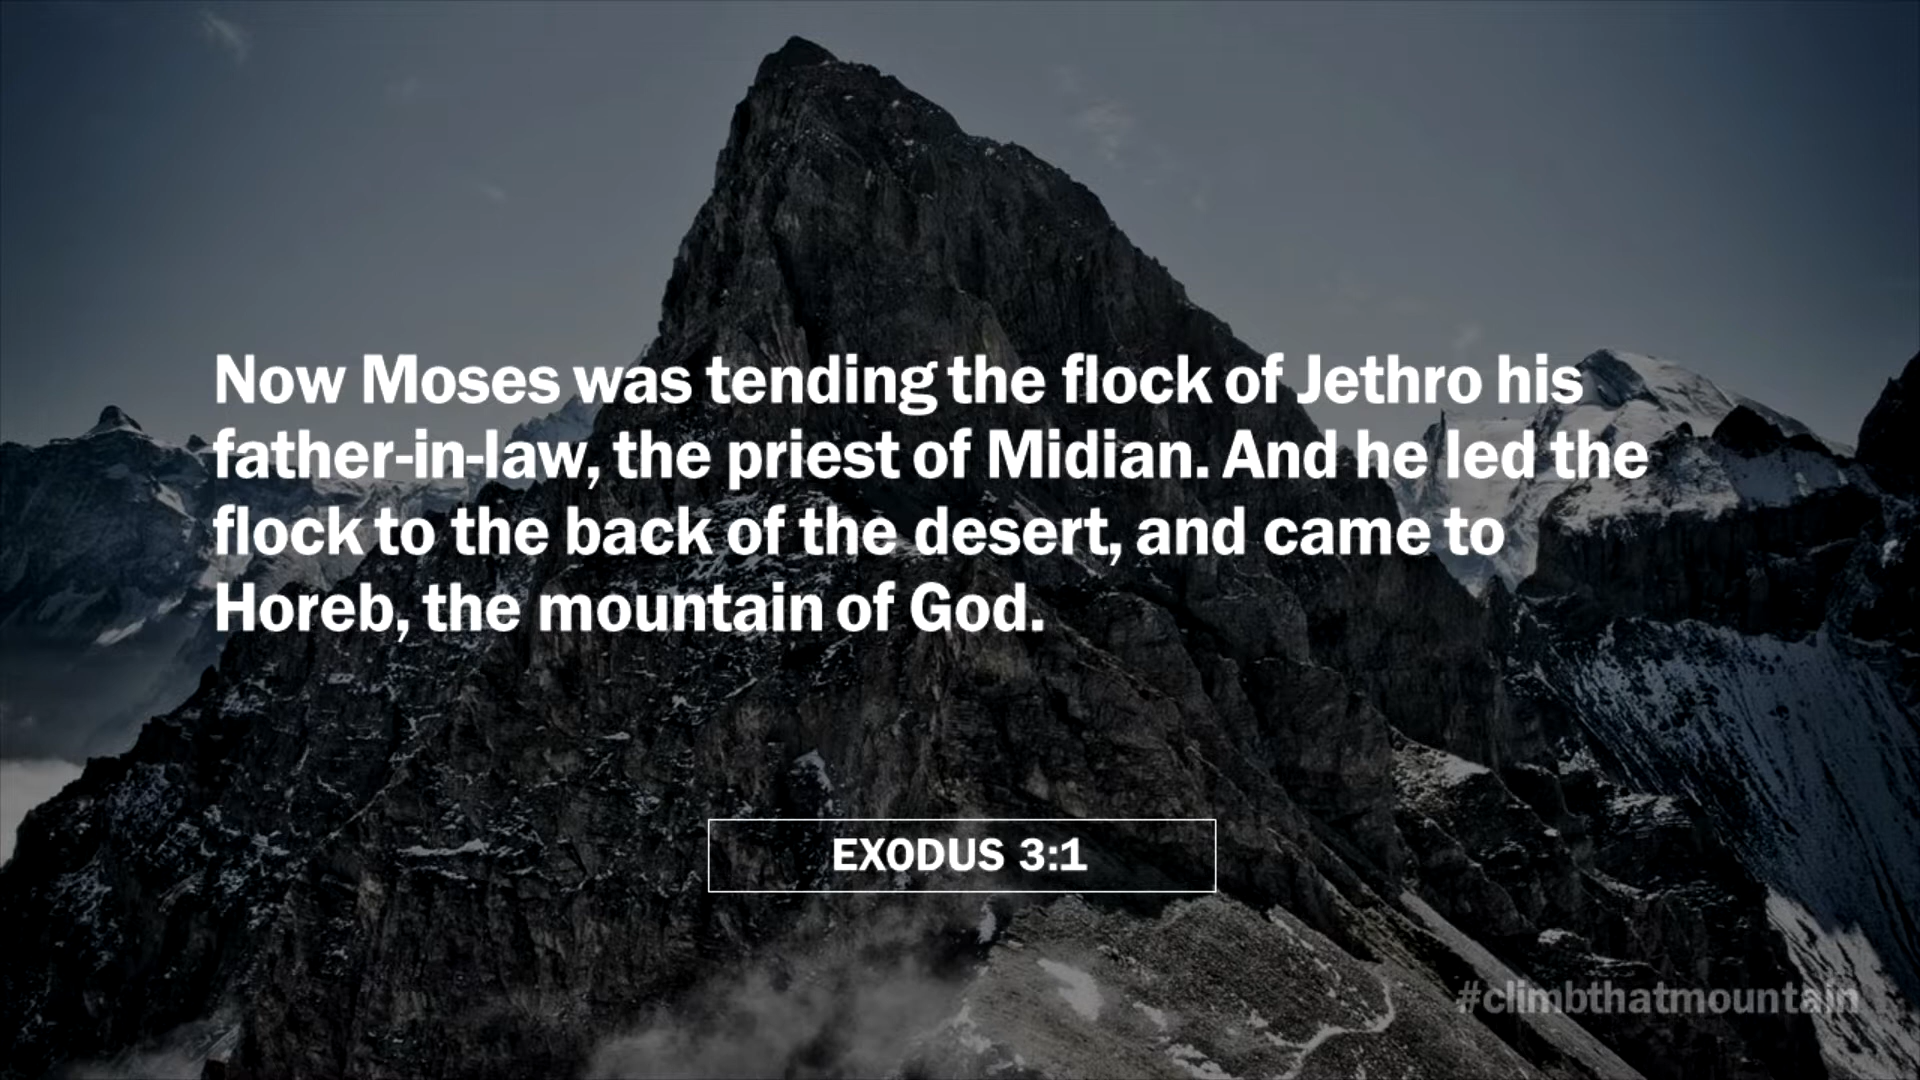 Now Moses was tending the flock of Jethro his
father-in-law, the priest of Midian. And he led the
flock to the back of the desert, and came to
Horeb, the mountain of God.
EXODUS 3:1
#climbthatmountain